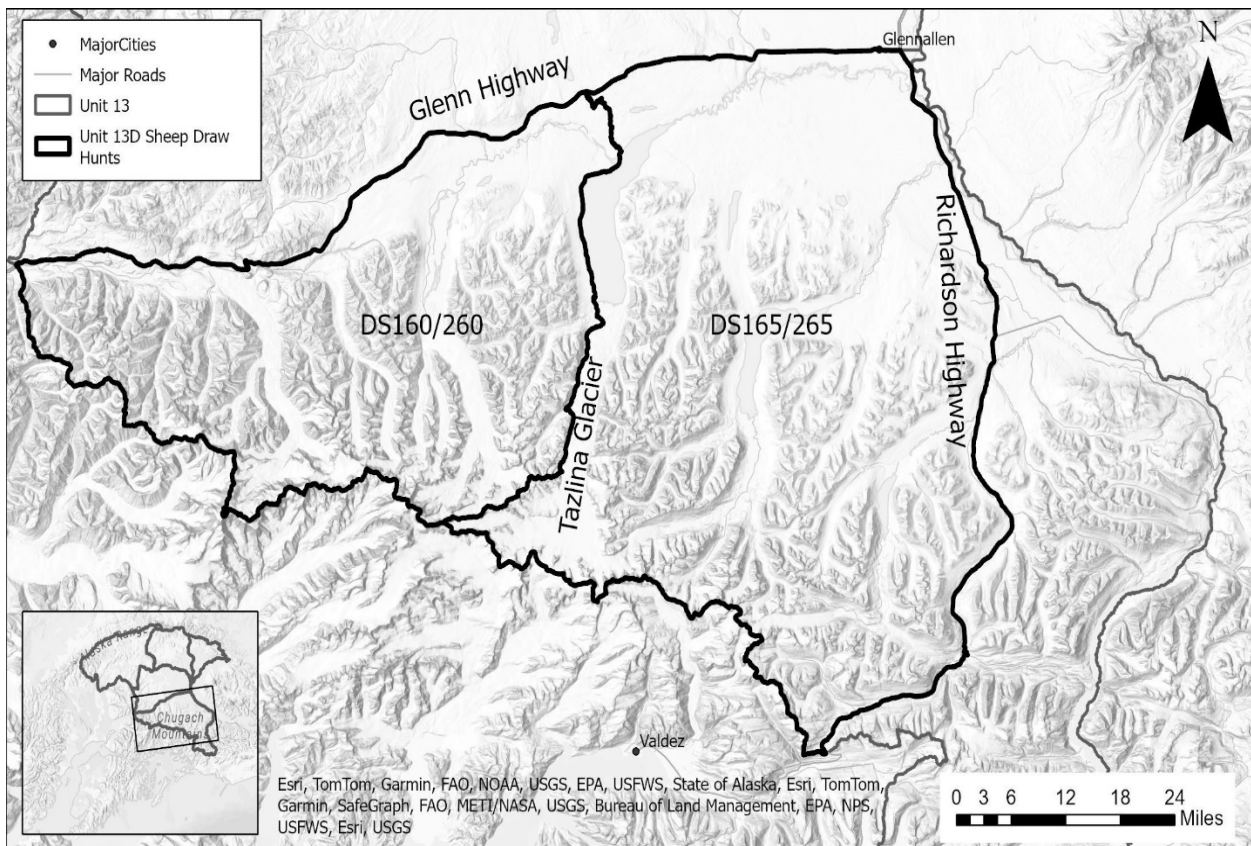 MajorCities
Major Roads
Unit 13
Unit 13D Sheep Draw
Hunts
Glennallen
N
Glenn Highway
Richardson Highway
DS160/260
DS165/265
Tazlina Glacier
Alaska Range
Chugach
Mountains
Valdez
Esri, TomTom, Garmin, FAO, NOAA, USGS, EPA, USFWS, State of Alaska, Esri, TomTom,
Garmin, SafeGraph, FAO, METI/NASA, USGS, Bureau of Land Management, EPA, NPS,
USFWS, Esri, USGS
0 3 6 12 18 24
Miles